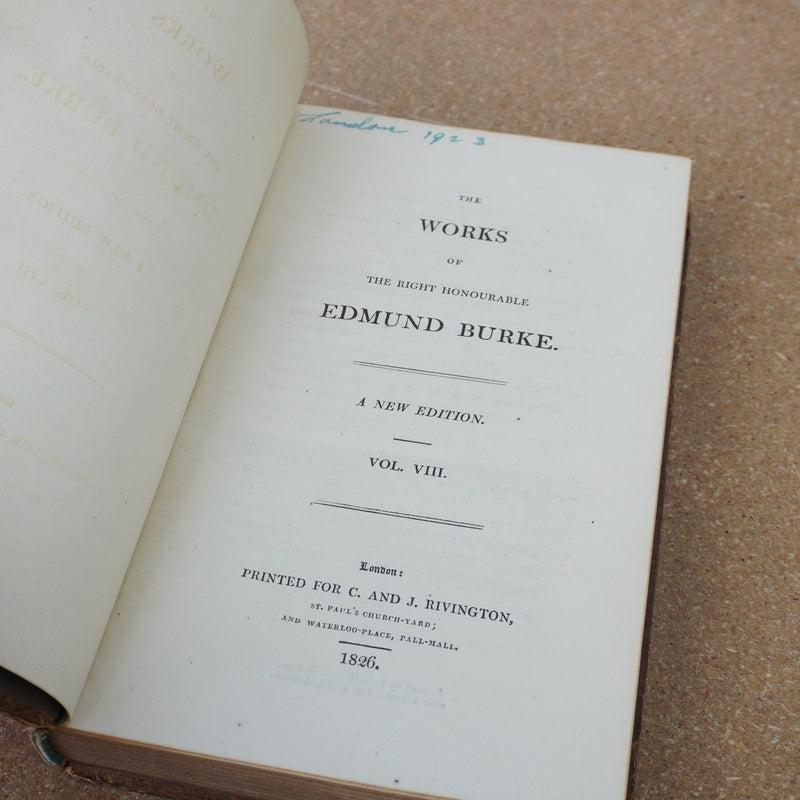 London 1923
THE
WORKS
OF
THE RIGHT HONOURABLE
EDMUND BURKE.
A NEW EDITION.
VOL. VIII.
London:
PRINTED FOR C. AND J. RIVINGTON,
ST. PAUL'S CHURCH-YARD;
AND WATERLOO-PLACE, PALL-MALL.
1826.